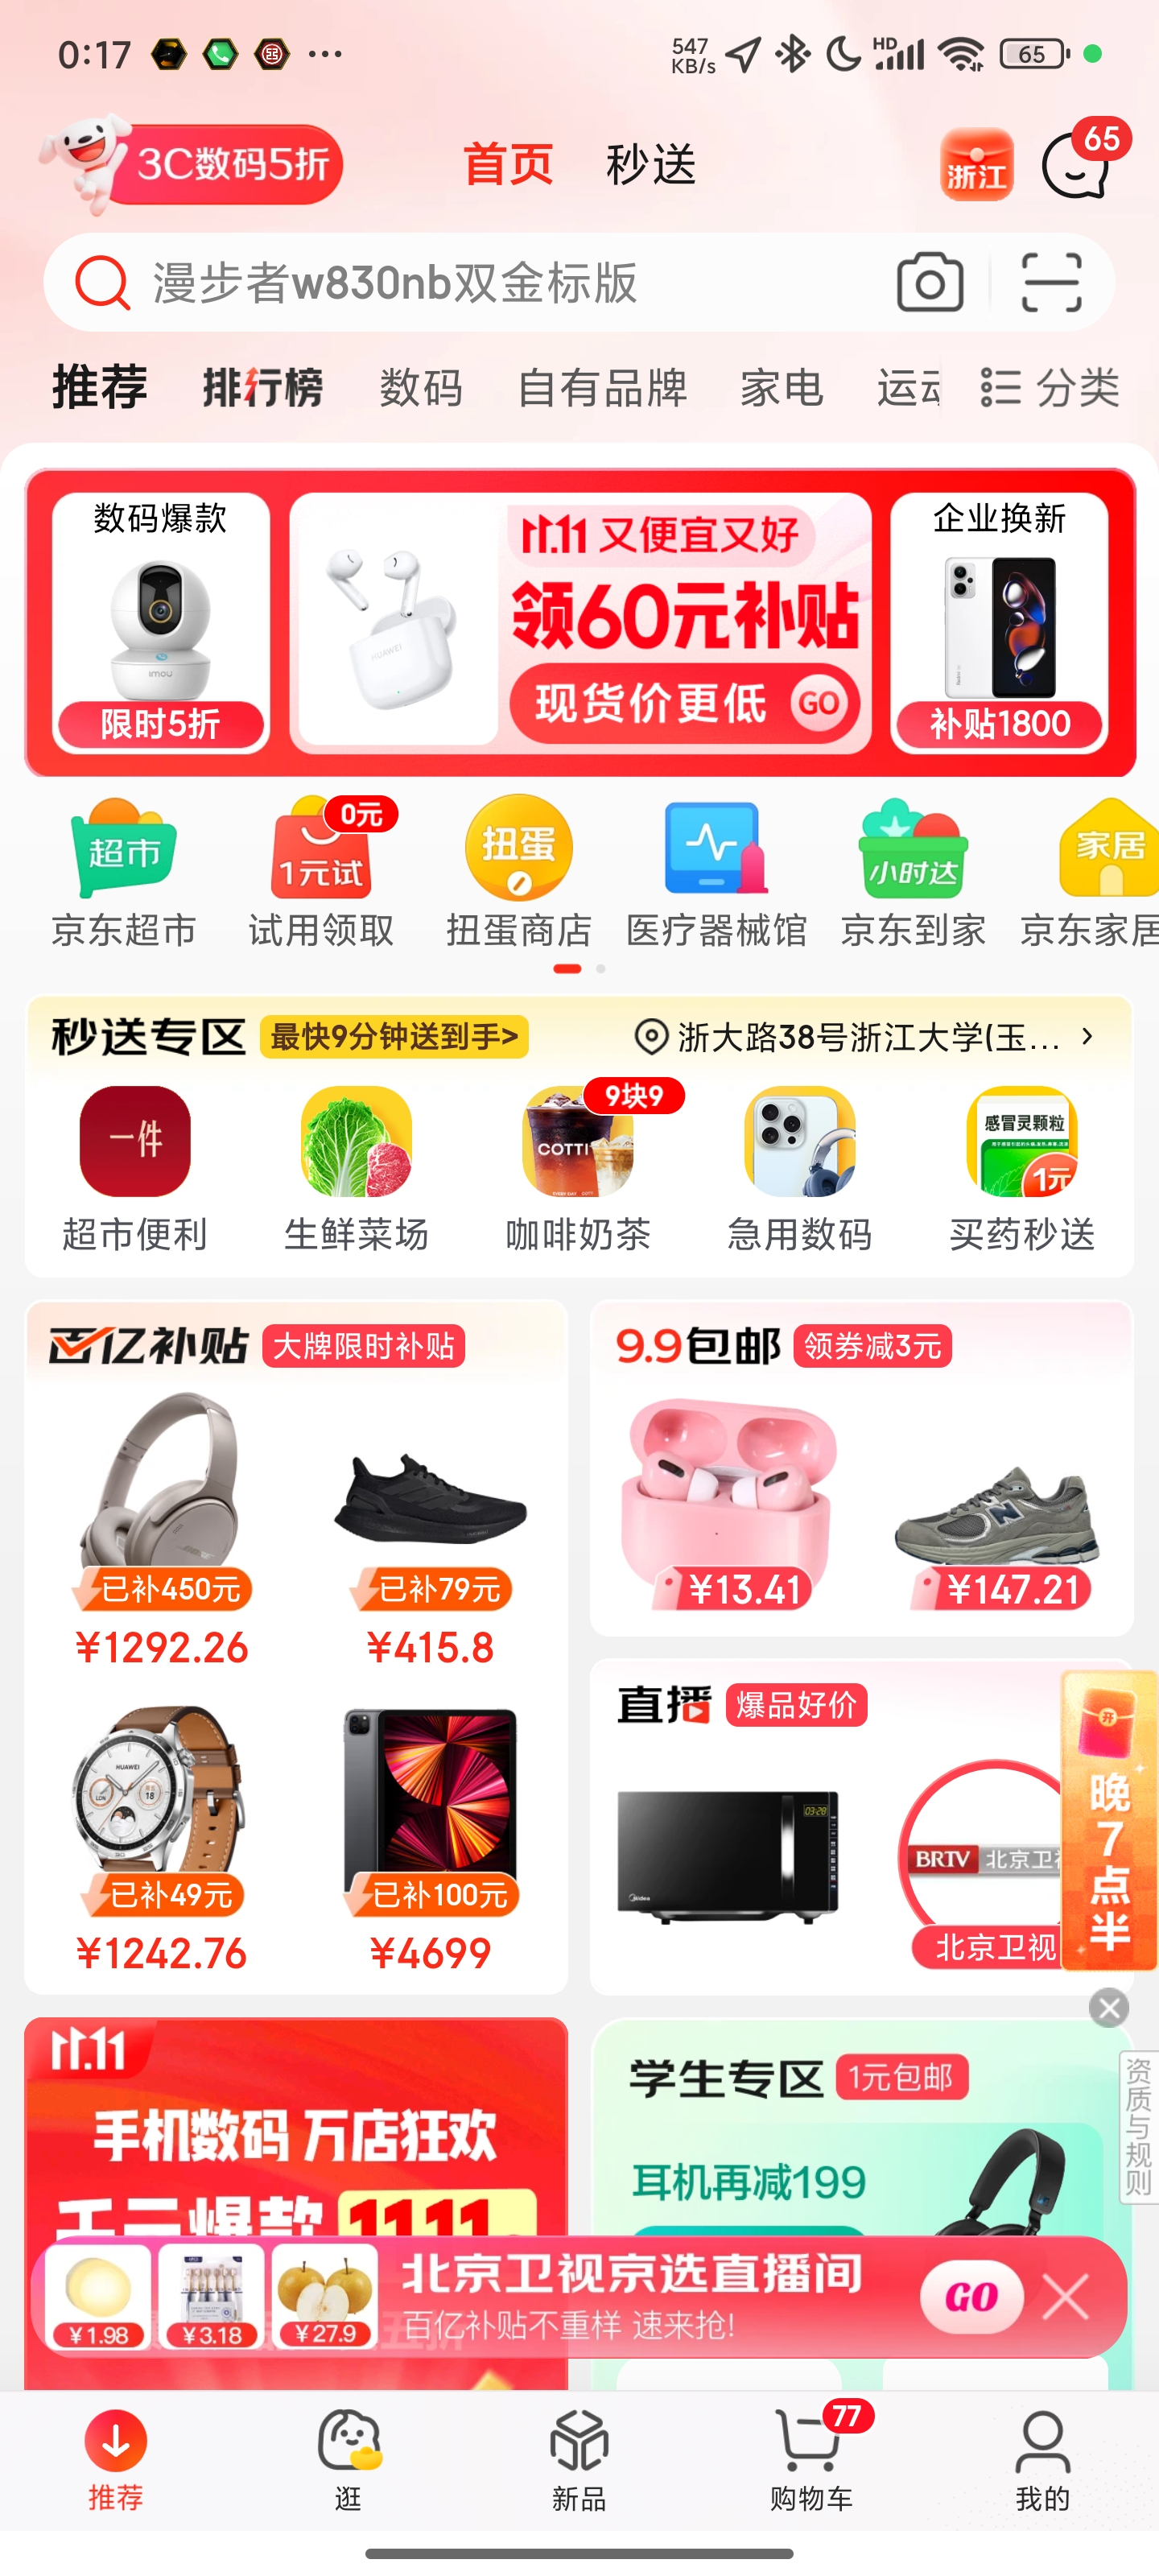 0:17
547
KB/s
HD
65
3C数码5折
首页
秒送
浙江
65
漫步者w830nb双金标版
推荐
排行榜
数码
自有品牌
家电
运动
分类
数码爆款
imou
限时5折
HUAWEI
11.11 又便宜又好
领60元补贴
现货价更低 GO
企业换新
补贴1800
超市
京东超市
0元
1元试
试用领取
扭蛋
扭蛋商店
医疗器械馆
小时达
京东到家
家居
京东家居
秒送专区
最快9分钟送到手>
浙大路38号浙江大学(玉...
一件
超市便利
生鲜菜场
9块9
COTTI
咖啡奶茶
急用数码
感冒灵颗粒
1元
买药秒送
百亿补贴
大牌限时补贴
已补450元
¥1292.26
已补79元
¥415.8
HUAWEI
已补49元
¥1242.76
已补100元
¥4699
9.9包邮
领券减3元
¥13.41
¥147.21
直播
爆品好价
03:28
Midea
BRTV 北京卫
北京卫视
开
晚7点半
11.11
手机数码 万店狂欢
千元爆款 11.11
学生专区
1元包邮
耳机再减199
资质与规则
¥1.98
¥3.18
¥27.9
北京卫视京选直播间
百亿补贴不重样 速来抢!
GO
推荐
逛
新品
77
购物车
我的